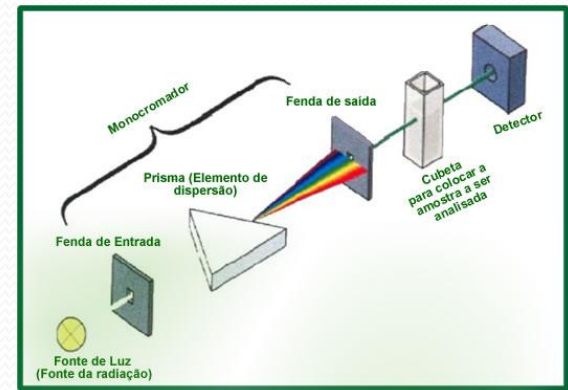 Monocromador
Fenda de saída
Detector
Prisma (Elemento de
dispersão)
Cubeta
para colocar a
amostra a ser
analisada
Fenda de Entrada
Fonte de Luz
(Fonte da radiação)